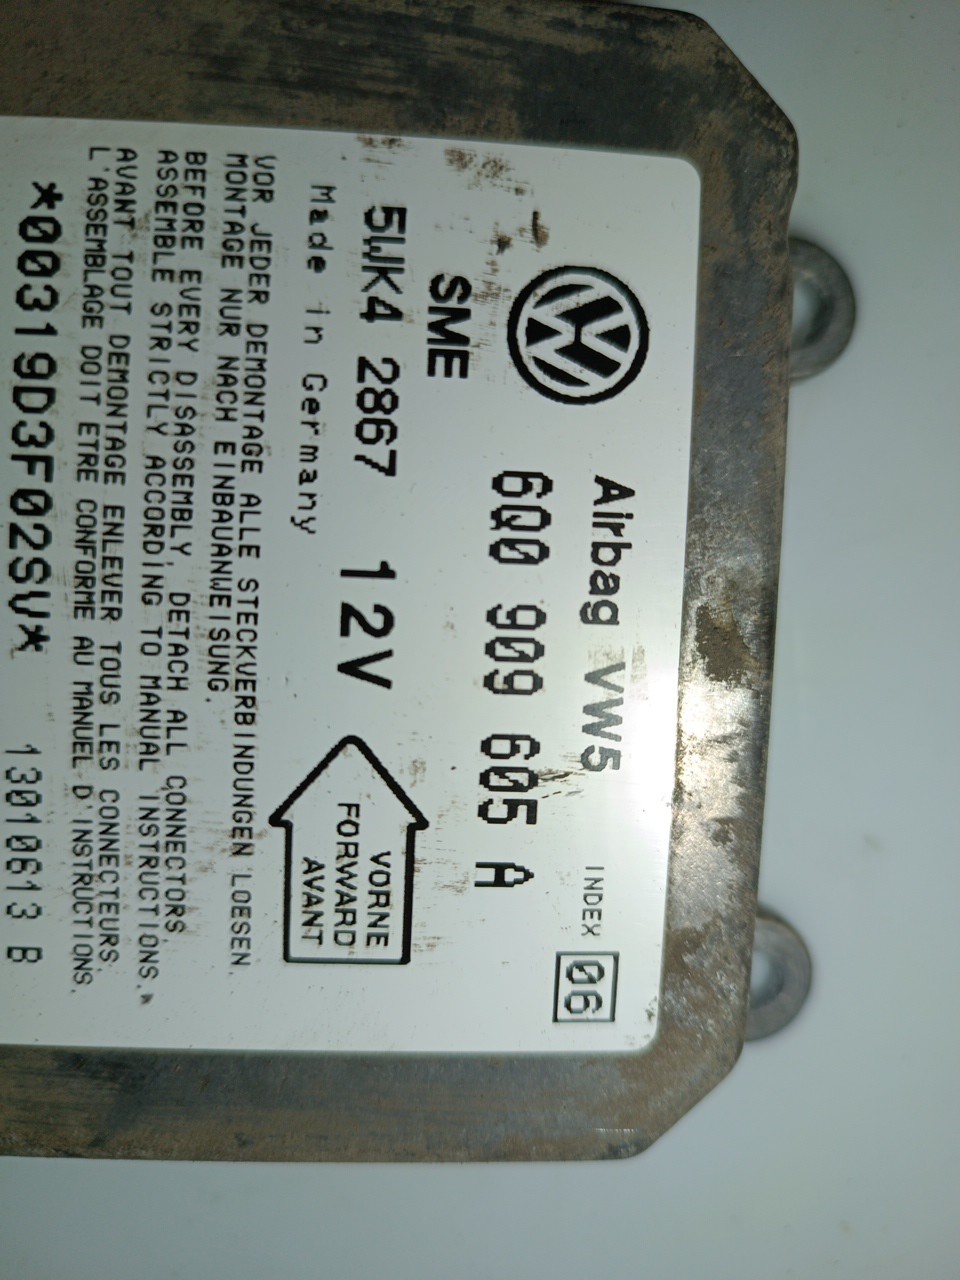 Airbag VW5 INDEX 06
6Q0 909 605 A
SME
5WK4 2867 12V
VORNE
FORWARD
AVANT
Made in Germany
VOR JEDER DEMONTAGE ALLE STECKVERBINDUNGEN LOESEN.
MONTAGE NUR NACH EINBAUANWEISUNG.
BEFORE EVERY DISASSEMBLY, DETACH ALL CONNECTORS.
ASSEMBLE STRICTLY ACCORDING TO MANUAL INSTRUCTIONS.
AVANT TOUT DEMONTAGE ENLEVER TOUS LES CONNECTEURS.
L'ASSEMBLAGE DOIT ETRE CONFORME AU MANUEL D'INSTRUCTIONS.
*00319D3F02SV* 13010613 B